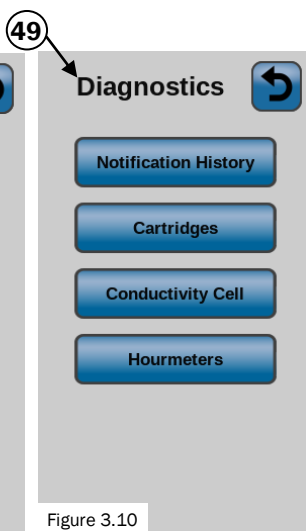 49
Diagnostics
Notification History
Cartridges
Conductivity Cell
Hourmeters
Figure 3.10